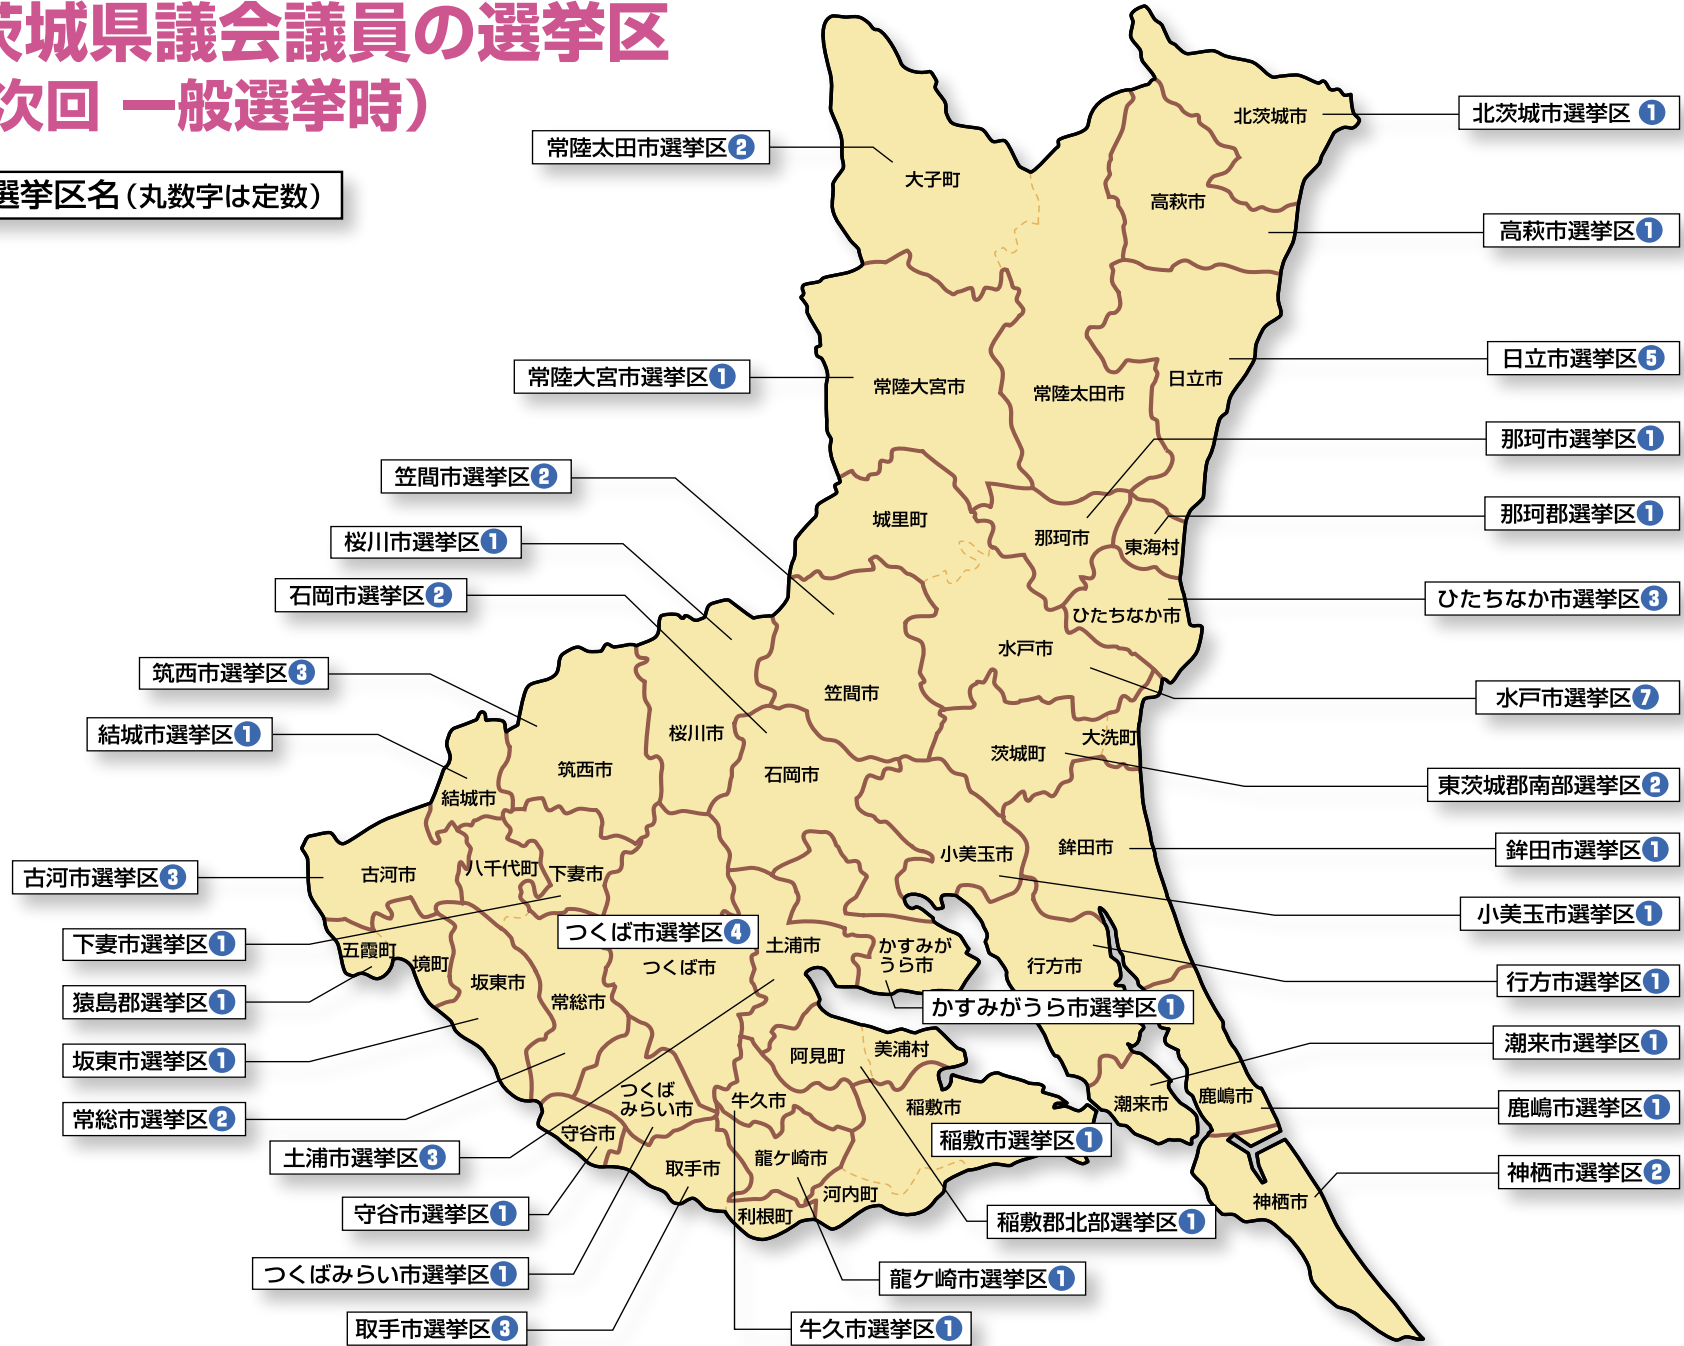 茨城県議会議員の選挙区
次回 一般選挙時）
選挙区名（丸数字は定数）
常陸太田市選挙区2
北茨城市選挙区 1
高萩市選挙区1
常陸大宮市選挙区1
日立市選挙区5
那珂市選挙区1
笠間市選挙区2
那珂郡選挙区1
桜川市選挙区1
石岡市選挙区2
ひたちなか市選挙区3
筑西市選挙区3
水戸市選挙区7
結城市選挙区1
東茨城郡南部選挙区2
鉾田市選挙区1
古河市選挙区3
小美玉市選挙区1
つくば市選挙区4
下妻市選挙区1
行方市選挙区1
猿島郡選挙区1
かすみがうら市選挙区1
坂東市選挙区1
潮来市選挙区1
常総市選挙区2
鹿嶋市選挙区1
稲敷市選挙区1
土浦市選挙区3
神栖市選挙区2
守谷市選挙区1
稲敷郡北部選挙区1
つくばみらい市選挙区1
龍ケ崎市選挙区1
取手市選挙区3
牛久市選挙区1
北茨城市
大子町
高萩市
日立市
常陸大宮市
常陸太田市
城里町
那珂市
東海村
ひたちなか市
水戸市
笠間市
桜川市
大洗町
茨城町
筑西市
石岡市
結城市
小美玉市
鉾田市
古河市
八千代町
下妻市
五霞町
境町
坂東市
常総市
つくば市
土浦市
かすみが
うら市
行方市
阿見町
美浦村
つくば
みらい市
牛久市
稲敷市
潮来市
鹿嶋市
守谷市
取手市
龍ケ崎市
河内町
利根町
神栖市